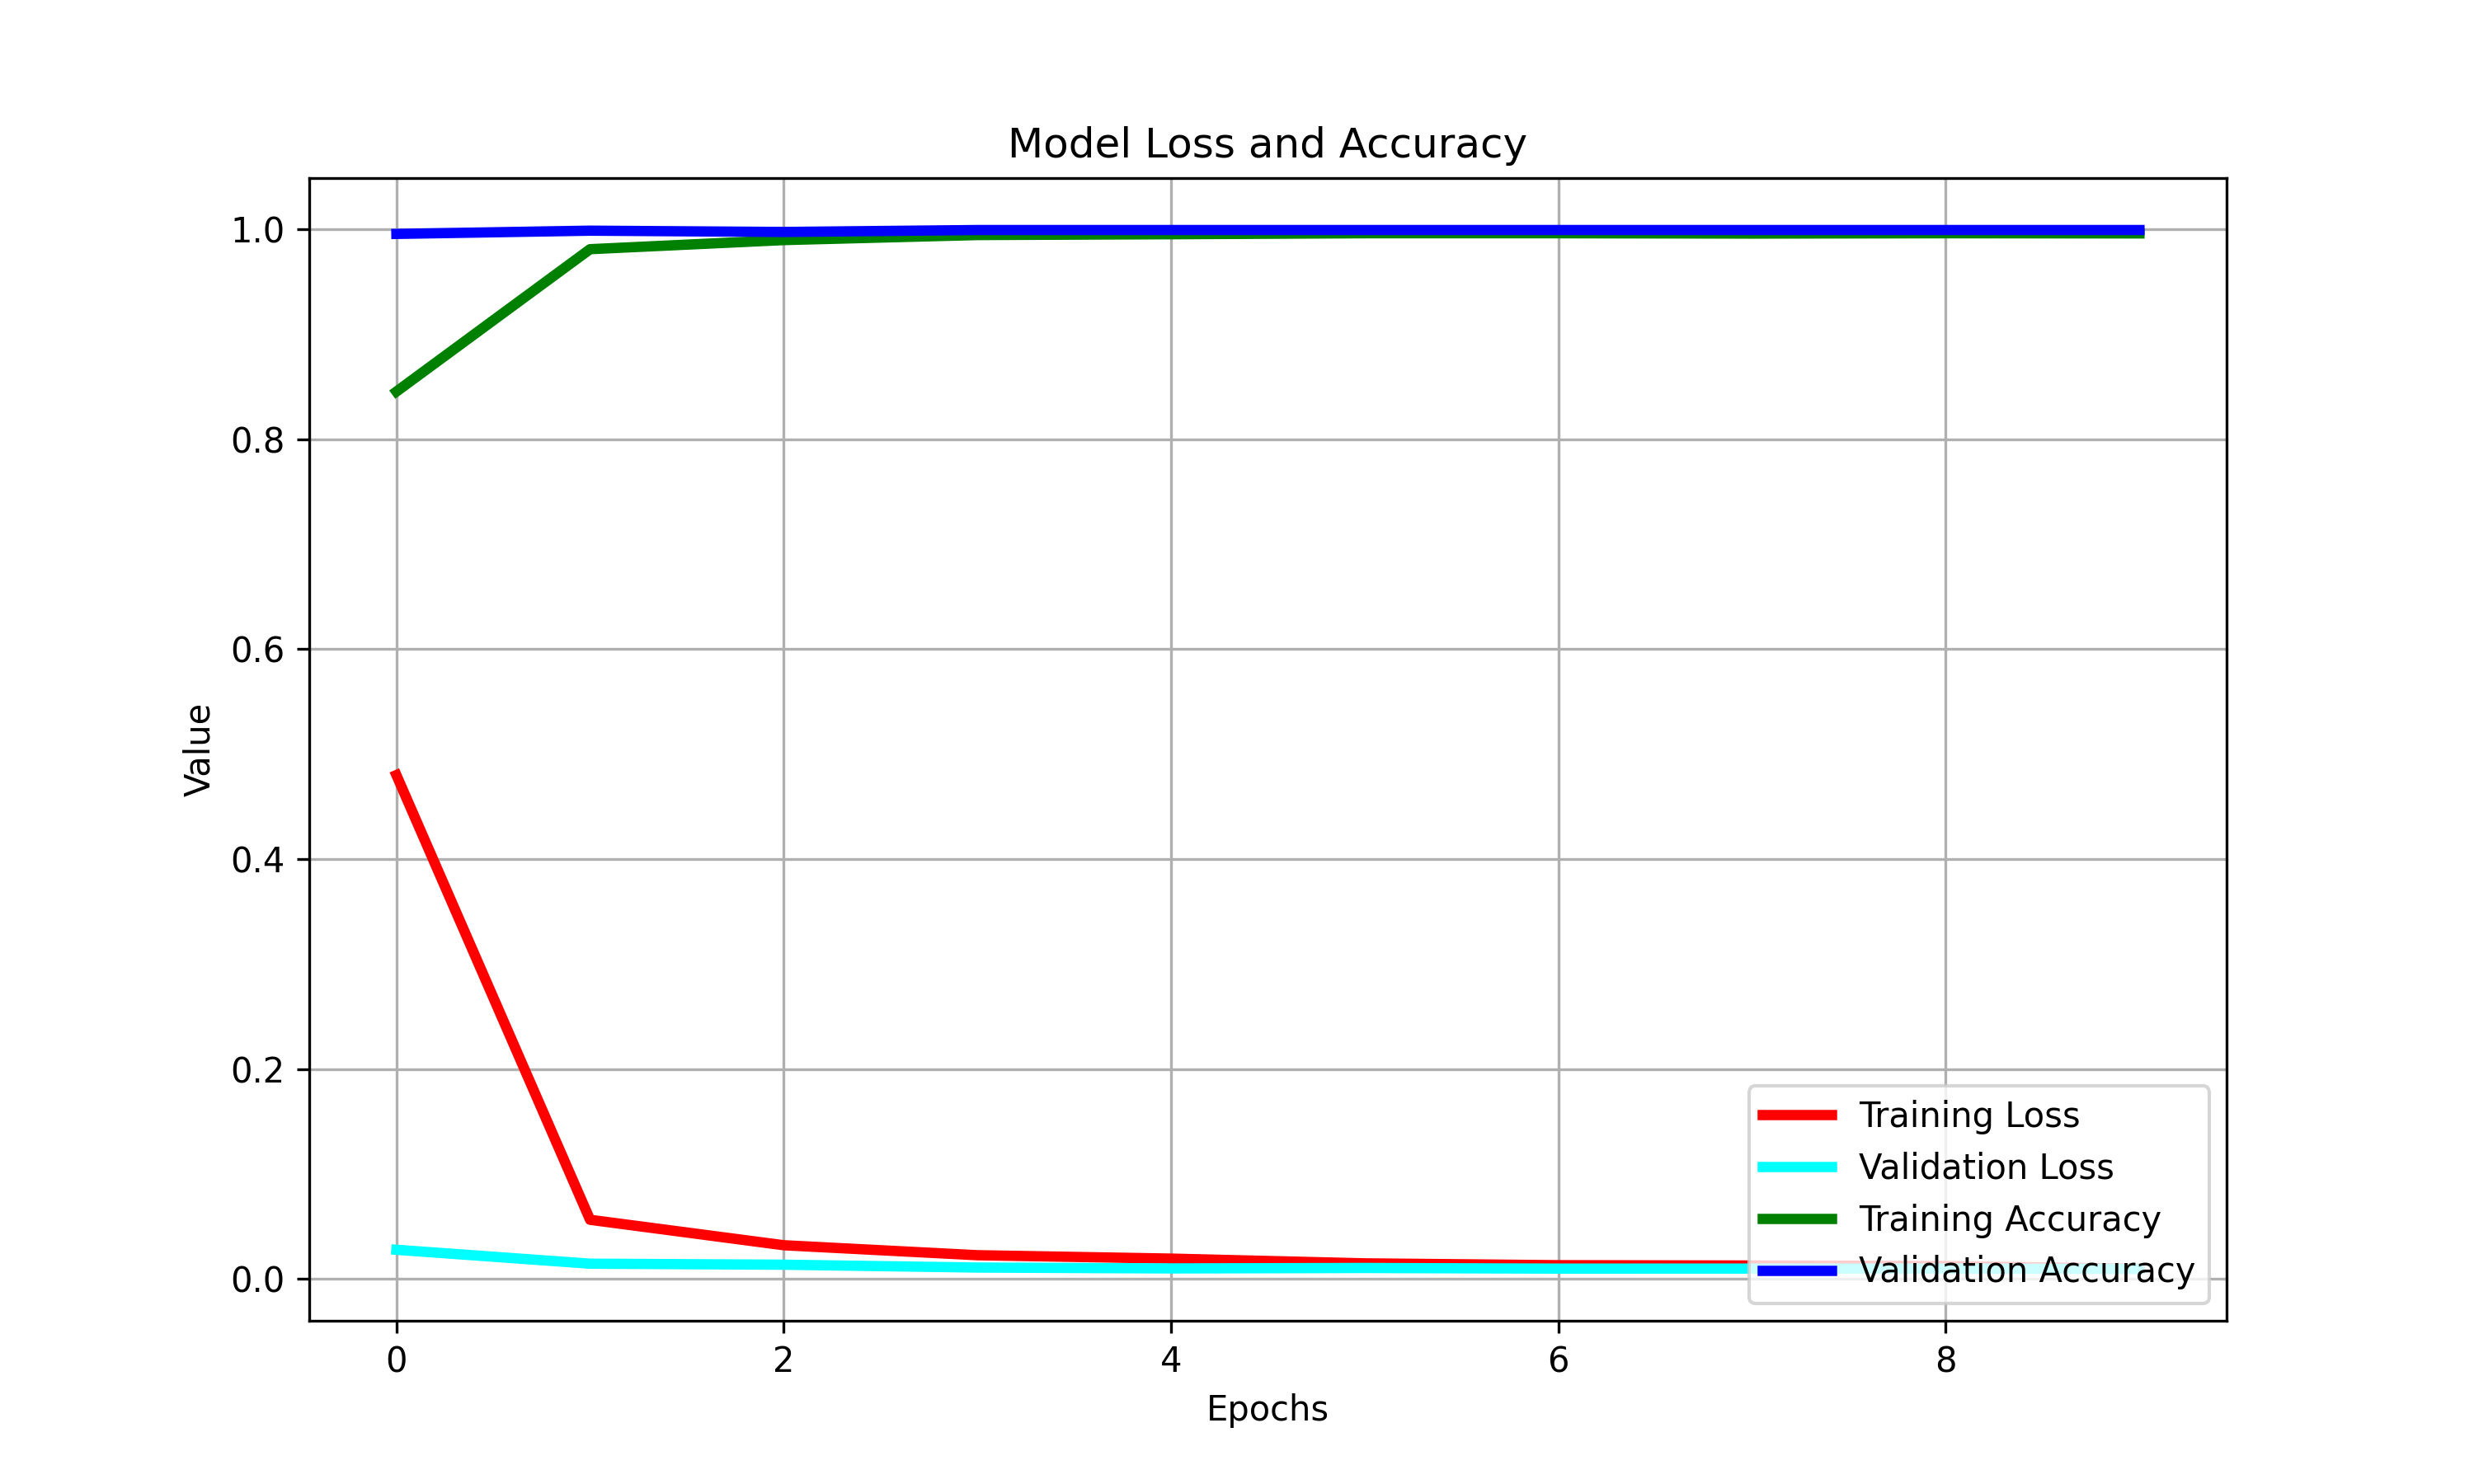 Model Loss and Accuracy
1.0
0.8
0.6
0.4
0.2
0.0
Value
Training Loss
Validation Loss
Training Accuracy
Validation Accuracy
0 2 4 6 8
Epochs